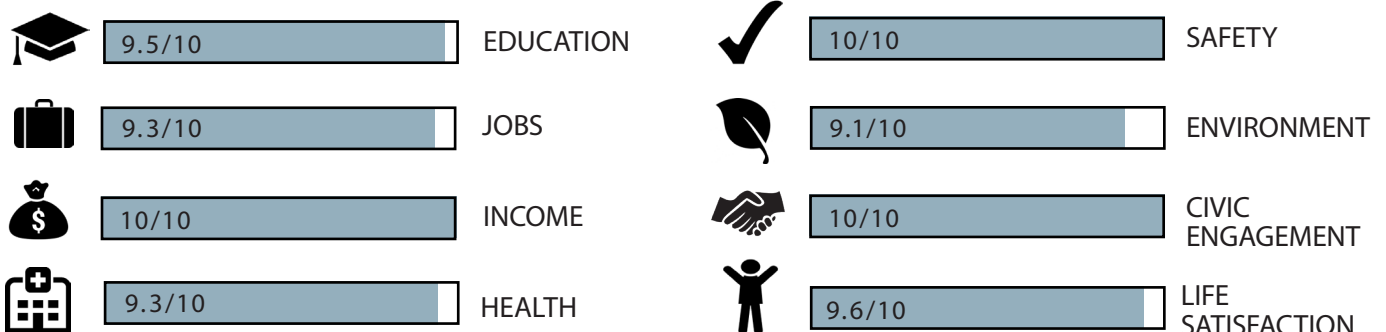 9.5/10 EDUCATION
9.3/10 JOBS
$ 10/10 INCOME
9.3/10 HEALTH
10/10 SAFETY
9.1/10 ENVIRONMENT
10/10 CIVIC
ENGAGEMENT
9.6/10 LIFE
SATISFACTION